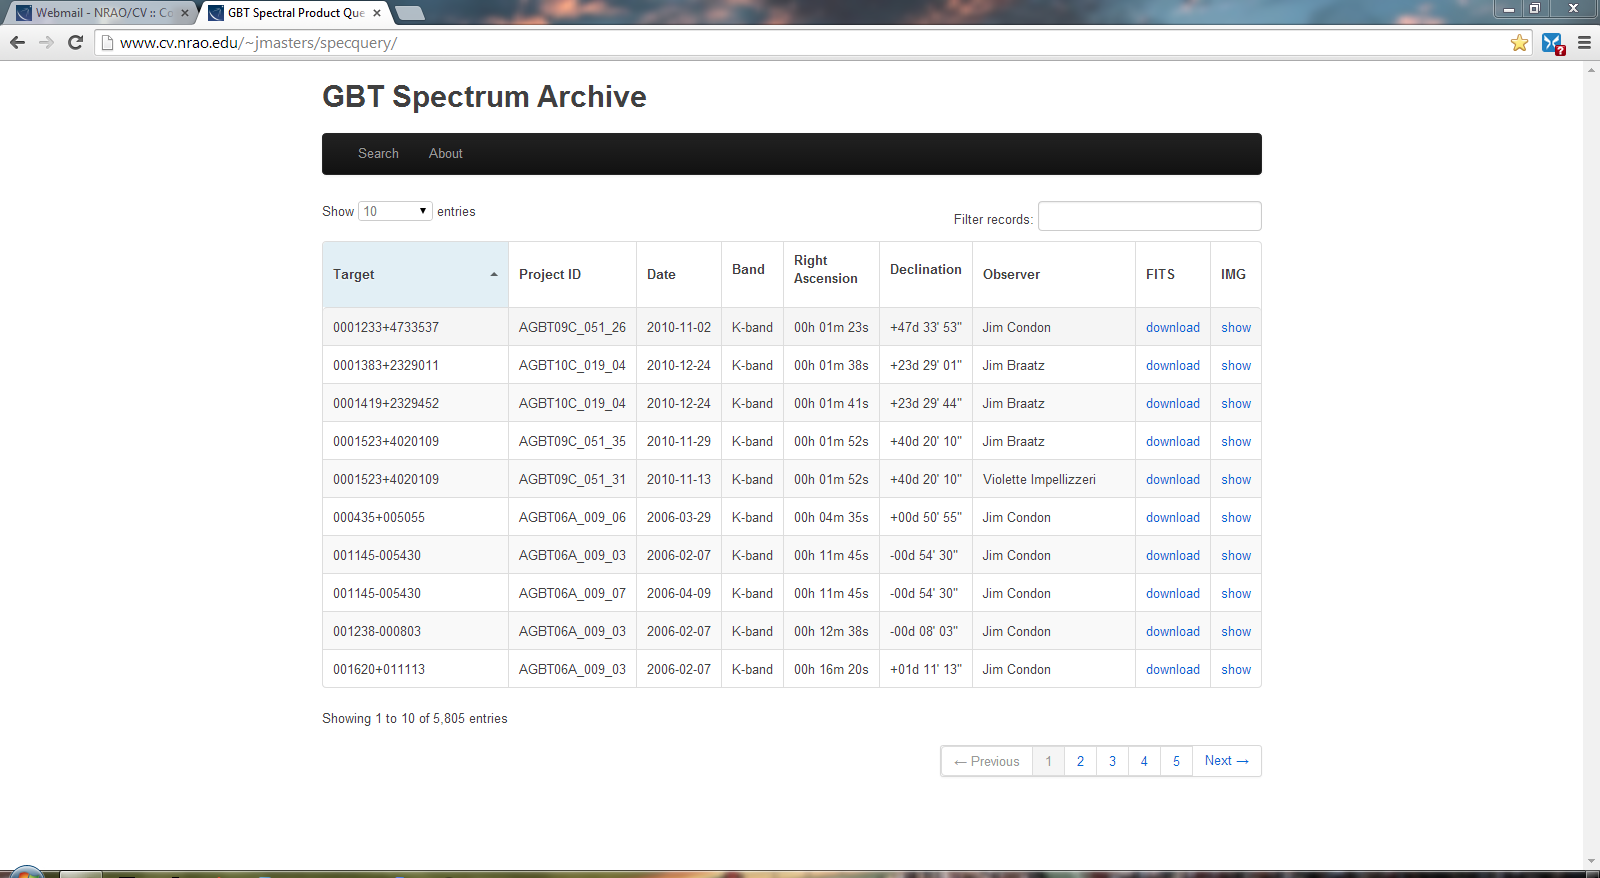 Webmail - NRAO/CV :: Co
GBT Spectral Product Que
www.cv.nrao.edu/~jmasters/specquery/
GBT Spectrum Archive
Search About
Show 10 entries
Filter records:
Target Project ID Date Band Right Ascension Declination Observer FITS IMG
0001233+4733537 AGBT09C_051_26 2010-11-02 K-band 00h 01m 23s +47d 33' 53" Jim Condon download show
0001383+2329011 AGBT10C_019_04 2010-12-24 K-band 00h 01m 38s +23d 29' 01" Jim Braatz download show
0001419+2329452 AGBT10C_019_04 2010-12-24 K-band 00h 01m 41s +23d 29' 44" Jim Braatz download show
0001523+4020109 AGBT09C_051_35 2010-11-29 K-band 00h 01m 52s +40d 20' 10" Jim Braatz download show
0001523+4020109 AGBT09C_051_31 2010-11-13 K-band 00h 01m 52s +40d 20' 10" Violette Impellizzeri download show
000435+005055 AGBT06A_009_06 2006-03-29 K-band 00h 04m 35s +00d 50' 55" Jim Condon download show
001145-005430 AGBT06A_009_03 2006-02-07 K-band 00h 11m 45s -00d 54' 30" Jim Condon download show
001145-005430 AGBT06A_009_07 2006-04-09 K-band 00h 11m 45s -00d 54' 30" Jim Condon download show
001238-000803 AGBT06A_009_03 2006-02-07 K-band 00h 12m 38s -00d 08' 03" Jim Condon download show
001620+011113 AGBT06A_009_03 2006-02-07 K-band 00h 16m 20s +01d 11' 13" Jim Condon download show
Showing 1 to 10 of 5,805 entries
← Previous 1 2 3 4 5 Next →